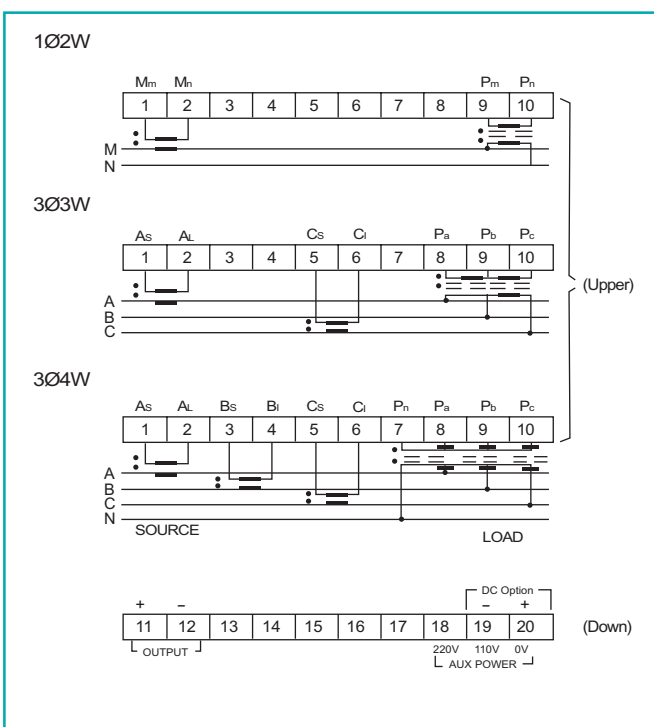 1Ø2W
Mm Mn Pm Pn
1 2 3 4 5 6 7 8 9 10
M
N
3Ø3W
As AL Cs Cl Pa Pb Pc
1 2 3 4 5 6 7 8 9 10
A
B
C
(Upper)
3Ø4W
As AL Bs Bl Cs Cl Pn Pa Pb Pc
1 2 3 4 5 6 7 8 9 10
A
B
C
N
SOURCE LOAD
DC Option
+ – – +
11 12 13 14 15 16 17 18 19 20 (Down)
OUTPUT 220V 110V 0V
AUX POWER